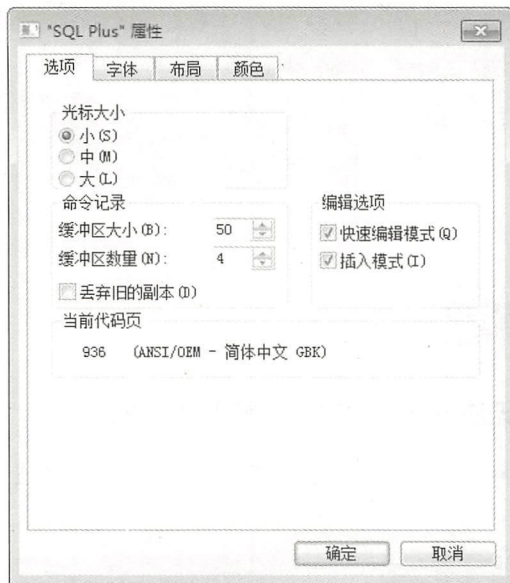 "SQL Plus" 属性
选项 字体 布局 颜色
光标大小
小(S)
中(M)
大(L)
命令记录
缓冲区大小(B): 50
缓冲区数量(N): 4
丢弃旧的副本(D)
编辑选项
快速编辑模式(Q)
插入模式(I)
当前代码页
936 (ANSI/OEM - 简体中文 GBK)
确定 取消